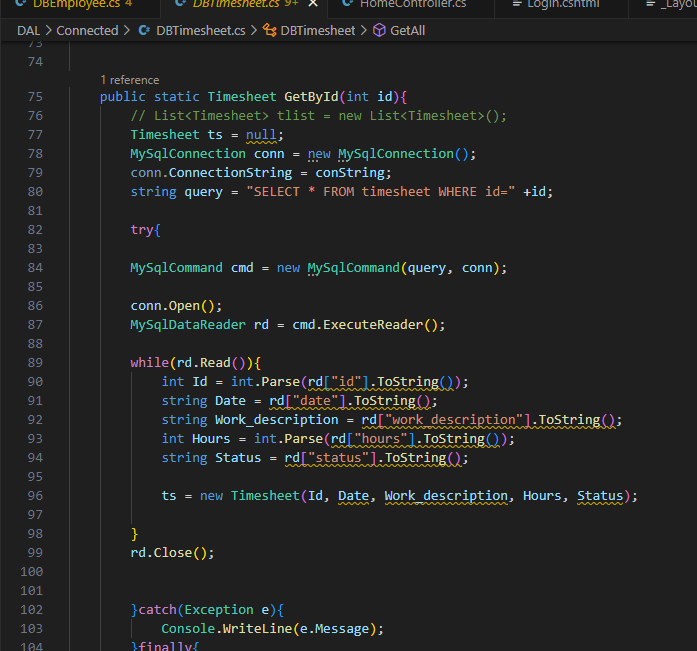 DBEmployee.cs 4 DBTimesheet.cs 9+ HomeController.cs Login.cshtml
DAL > Connected > DBTimesheet.cs > DBTimesheet > GetAll
73
74
1 reference
75 public static Timesheet GetById(int id){
76 // List<Timesheet> tlist = new List<Timesheet>();
77 Timesheet ts = null;
78 MySqlConnection conn = new MySqlConnection();
79 conn.ConnectionString = conString;
80 string query = "SELECT * FROM timesheet WHERE id=" +id;
81
82 try{
83
84 MySqlCommand cmd = new MySqlCommand(query, conn);
85
86 conn.Open();
87 MySqlDataReader rd = cmd.ExecuteReader();
88
89 while(rd.Read()){
90 int Id = int.Parse(rd["id"].ToString());
91 string Date = rd["date"].ToString();
92 string Work_description = rd["work_description"].ToString();
93 int Hours = int.Parse(rd["hours"].ToString());
94 string Status = rd["status"].ToString();
95
96 ts = new Timesheet(Id, Date, Work_description, Hours, Status);
97
98 }
99 rd.Close();
100
101
102 }catch(Exception e){
103 Console.WriteLine(e.Message);
104 }finally{